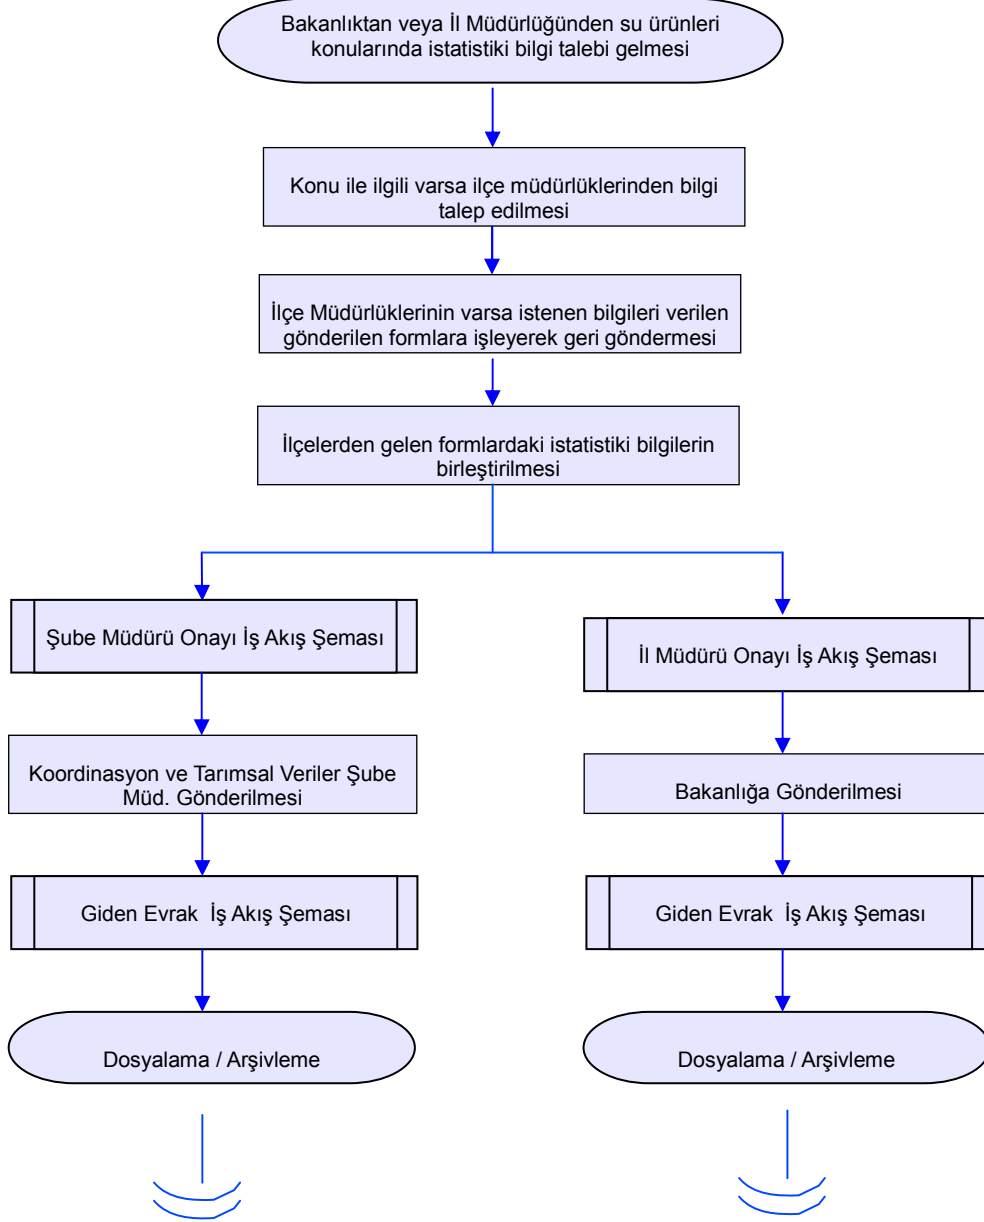 Bakanlıktan veya İl Müdürlüğünden su ürünleri
konularında istatistiki bilgi talebi gelmesi
Konu ile ilgili varsa ilçe müdürlüklerinden bilgi
talep edilmesi
İlçe Müdürlüklerinin varsa istenen bilgileri verilen
gönderilen formlara işleyerek geri göndermesi
İlçelerden gelen formlardaki istatistiki bilgilerin
birleştirilmesi
Şube Müdürü Onayı İş Akış Şeması
İl Müdürü Onayı İş Akış Şeması
Koordinasyon ve Tarımsal Veriler Şube
Müd. Gönderilmesi
Bakanlığa Gönderilmesi
Giden Evrak İş Akış Şeması
Giden Evrak İş Akış Şeması
Dosyalama / Arşivleme
Dosyalama / Arşivleme